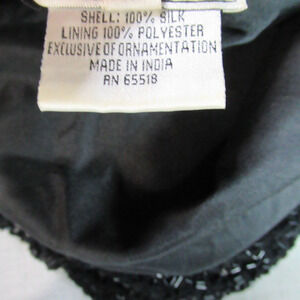 SHELL: 100% SILK
LINING 100% POLYESTER
EXCLUSIVE OF ORNAMENTATION
MADE IN INDIA
RN 65518